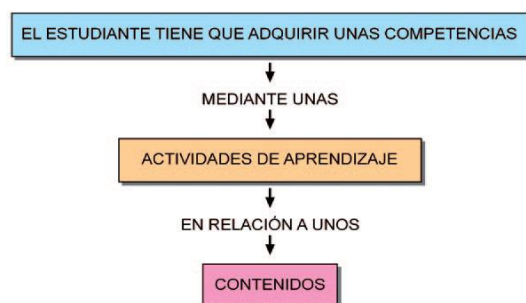 EL ESTUDIANTE TIENE QUE ADQUIRIR UNAS COMPETENCIAS
MEDIANTE UNAS
ACTIVIDADES DE APRENDIZAJE
EN RELACIÓN A UNOS
CONTENIDOS